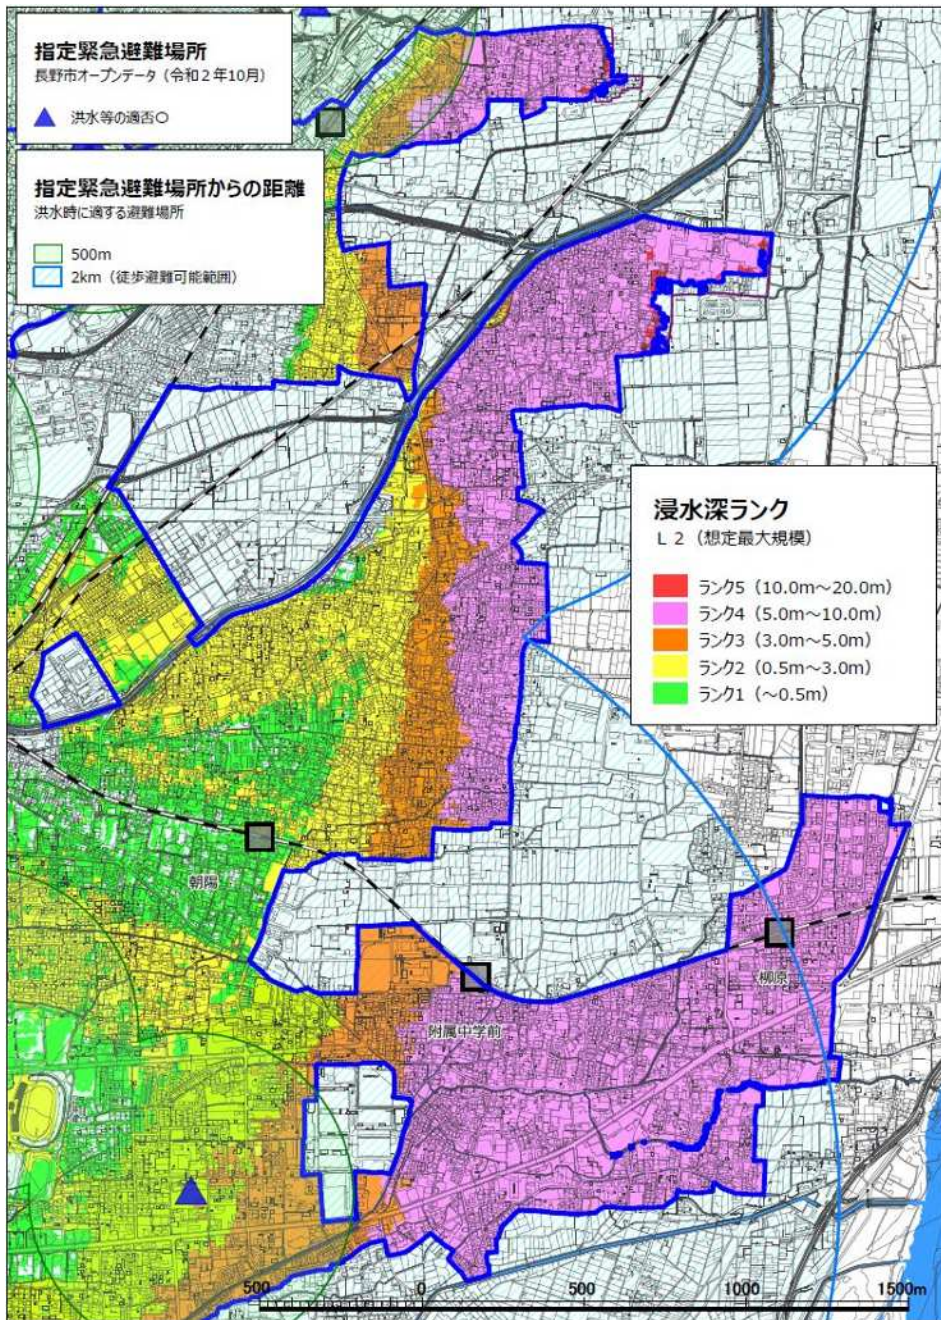 指定緊急避難場所
長野市オープンデータ（令和２年10月）
洪水等の適否〇
指定緊急避難場所からの距離
洪水時に適する避難場所
500m
2km（徒歩避難可能範囲）
浸水深ランク
Ｌ２（想定最大規模）
ランク5（10.0m～20.0m）
ランク4（5.0m～10.0m）
ランク3（3.0m～5.0m）
ランク2（0.5m～3.0m）
ランク1（～0.5m）
朝陽
柳原
附属中学前
500 0 500 1000 1500m